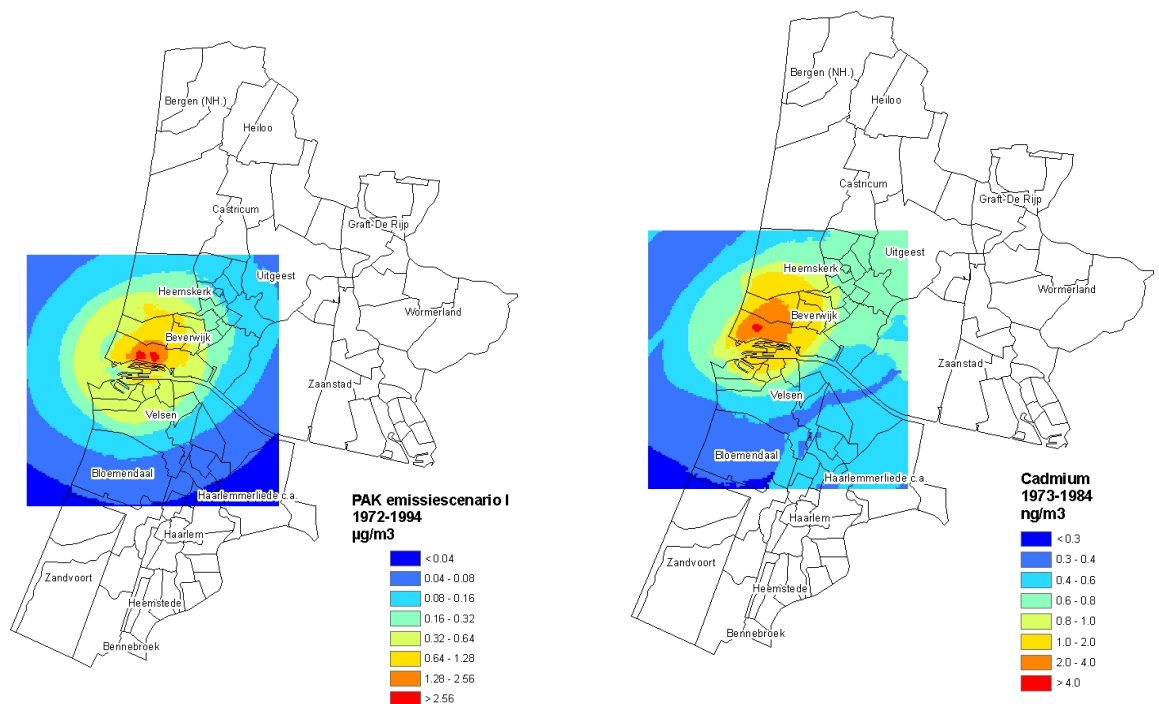 Bergen (NH.)
Heiloo
Castricum
Graft-De Rijp
Uitgeest
Heemskerk
Wormerland
Beverwijk
Zaanstad
Velsen
Bloemendaal
Haarlemmerliede c.a.
Haarlem
Zandvoort
Heemstede
Bennebroek
PAK emissiescenario I
1972-1994
µg/m3
< 0.04
0.04 - 0.08
0.08 - 0.16
0.16 - 0.32
0.32 - 0.64
0.64 - 1.28
1.28 - 2.56
> 2.56
Bergen (NH.)
Heiloo
Castricum
Graft-De Rijp
Uitgeest
Heemskerk
Wormerland
Beverwijk
Zaanstad
Velsen
Bloemendaal
Haarlemmerliede c.a.
Haarlem
Zandvoort
Heemstede
Bennebroek
Cadmium
1973-1984
ng/m3
< 0.3
0.3 - 0.4
0.4 - 0.6
0.6 - 0.8
0.8 - 1.0
1.0 - 2.0
2.0 - 4.0
> 4.0